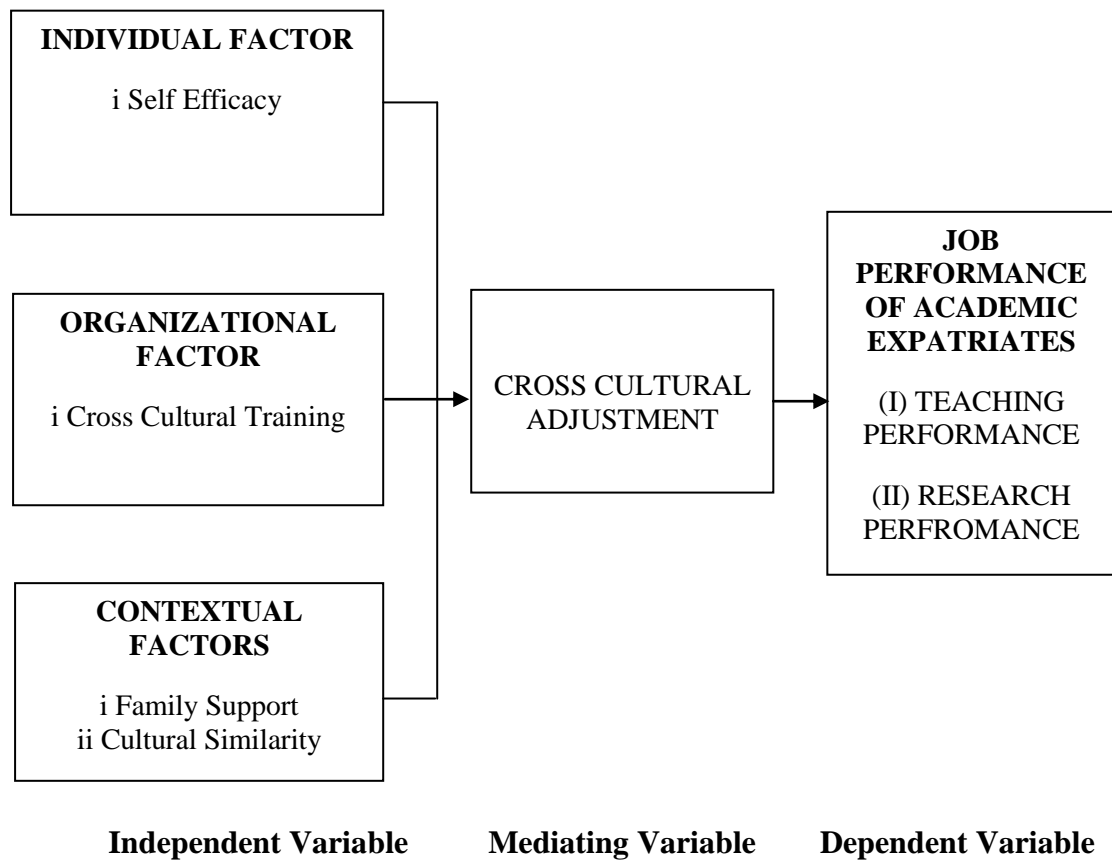 INDIVIDUAL FACTOR
i Self Efficacy
ORGANIZATIONAL
FACTOR
i Cross Cultural Training
CONTEXTUAL
FACTORS
i Family Support
ii Cultural Similarity
CROSS CULTURAL
ADJUSTMENT
JOB
PERFORMANCE
OF ACADEMIC
EXPATRIATES
(I) TEACHING
PERFORMANCE
(II) RESEARCH
PERFROMANCE
Independent Variable
Mediating Variable
Dependent Variable